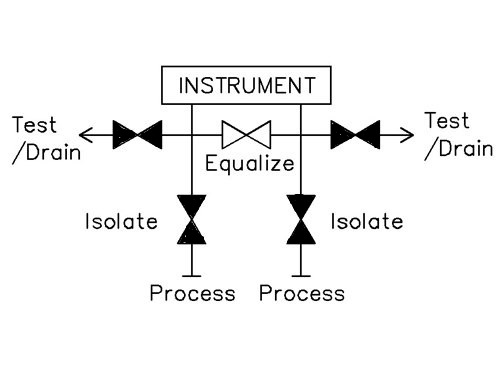 INSTRUMENT
Test
/Drain
Test
/Drain
Equalize
Isolate
Isolate
Process
Process